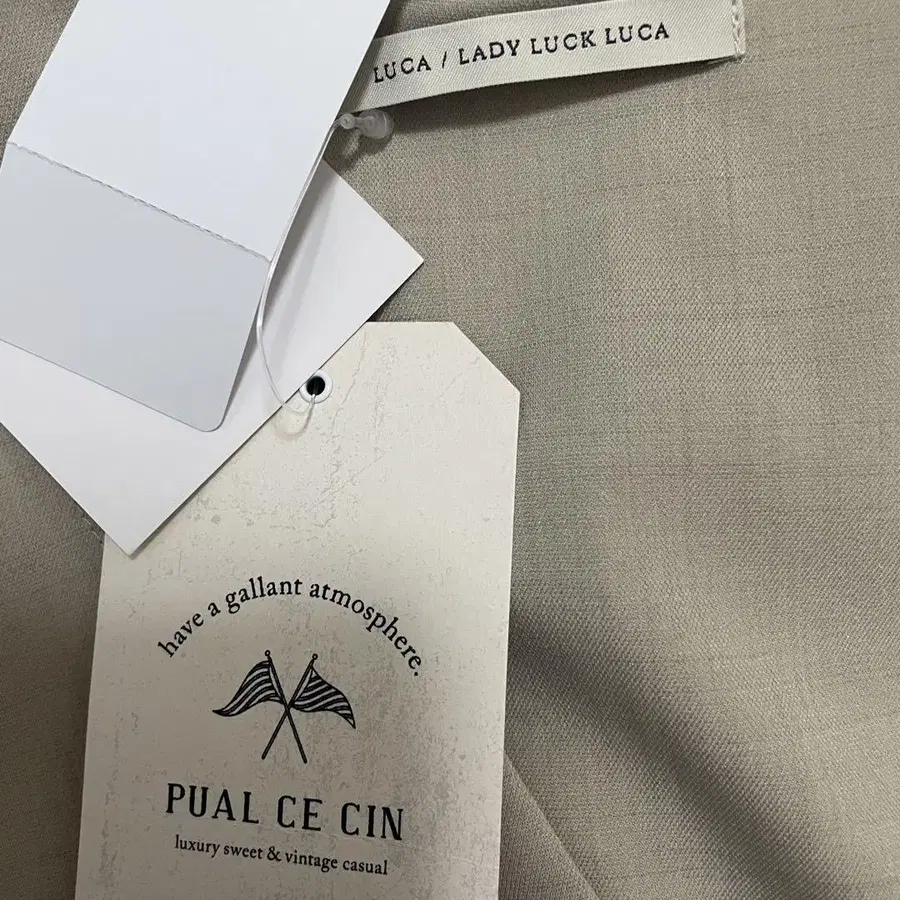 LUCA / LADY LUCK LUCA
have a gallant atmosphere.
PUAL CE CIN
luxury sweet & vintage casual